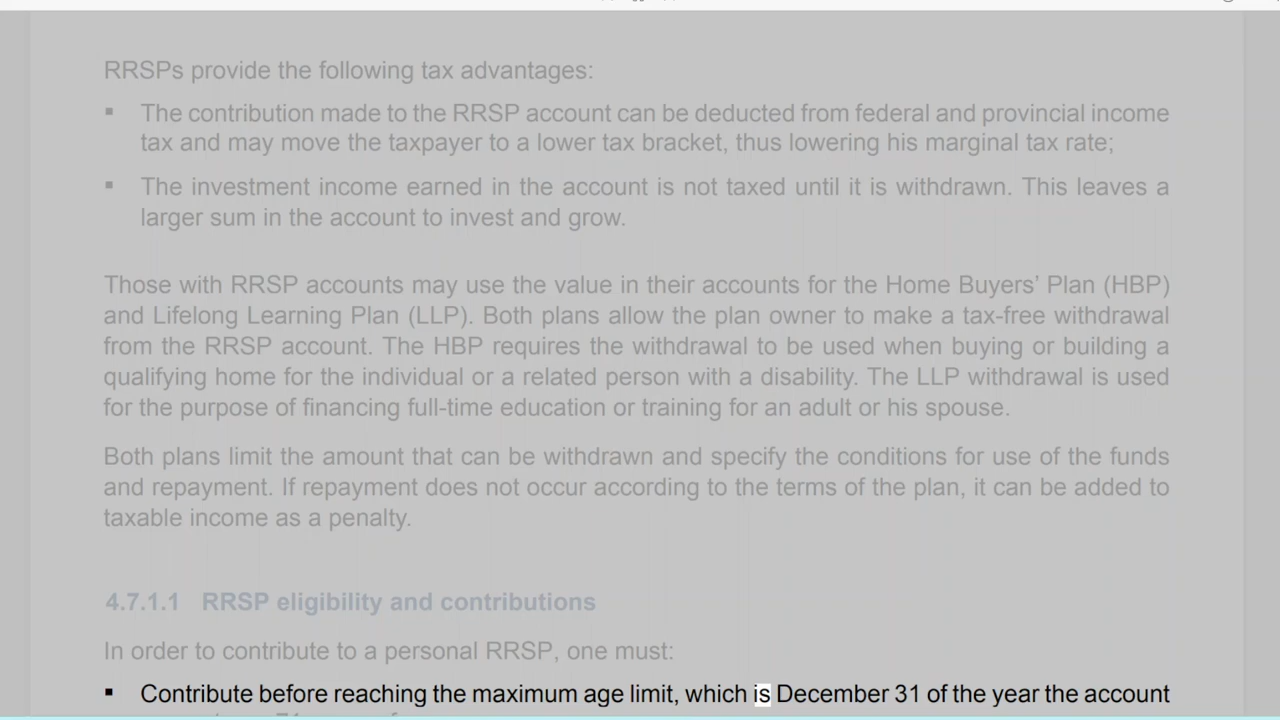 RRSPs provide the following tax advantages:
▪ The contribution made to the RRSP account can be deducted from federal and provincial income
tax and may move the taxpayer to a lower tax bracket, thus lowering his marginal tax rate;
▪ The investment income earned in the account is not taxed until it is withdrawn. This leaves a
larger sum in the account to invest and grow.
Those with RRSP accounts may use the value in their accounts for the Home Buyers’ Plan (HBP)
and Lifelong Learning Plan (LLP). Both plans allow the plan owner to make a tax-free withdrawal
from the RRSP account. The HBP requires the withdrawal to be used when buying or building a
qualifying home for the individual or a related person with a disability. The LLP withdrawal is used
for the purpose of financing full-time education or training for an adult or his spouse.
Both plans limit the amount that can be withdrawn and specify the conditions for use of the funds
and repayment. If repayment does not occur according to the terms of the plan, it can be added to
taxable income as a penalty.
4.7.1.1 RRSP eligibility and contributions
In order to contribute to a personal RRSP, one must:
▪ Contribute before reaching the maximum age limit, which is December 31 of the year the account